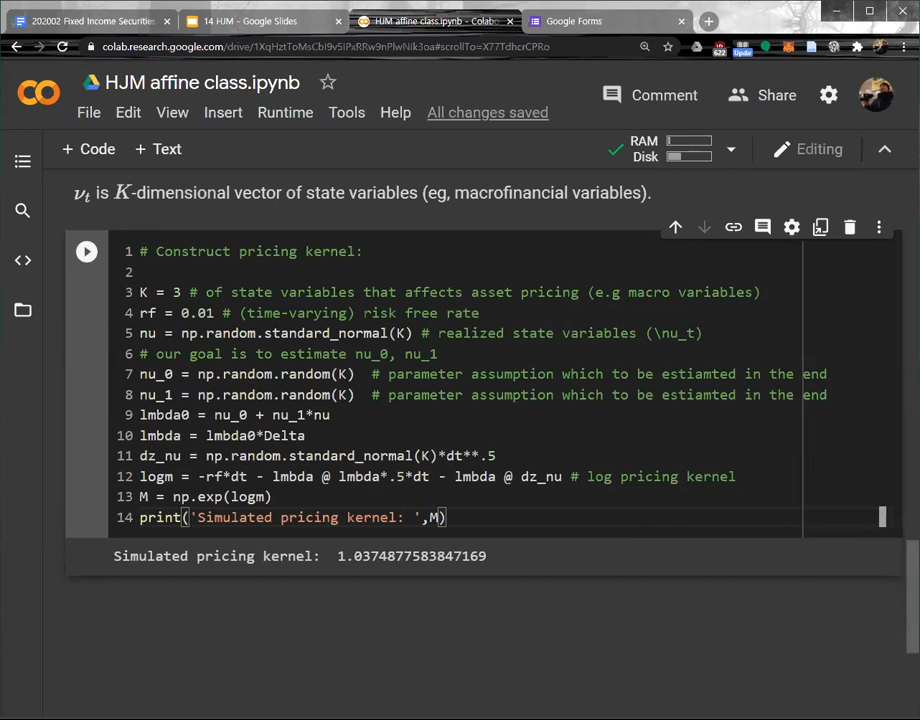 202002 Fixed Income Securities
14 HJM - Google Slides
HJM affine class.ipynb - Colabo
Google Forms
colab.research.google.com/drive/1XqHztToMsCbI9v5IPxRRw9nPlwNik3oa#scrollTo=X77TdhcrCPRo
622
Upda
HJM affine class.ipynb
Comment
Share
File Edit View Insert Runtime Tools Help All changes saved
+ Code + Text
RAM
Disk
Editing
ν_t is K-dimensional vector of state variables (eg, macrofinancial variables).
1 # Construct pricing kernel:
2
3 K = 3 # of state variables that affects asset pricing (e.g macro variables)
4 rf = 0.01 # (time-varying) risk free rate
5 nu = np.random.standard_normal(K) # realized state variables (\nu_t)
6 # our goal is to estimate nu_0, nu_1
7 nu_0 = np.random.random(K)  # parameter assumption which to be estiamted in the end
8 nu_1 = np.random.random(K)  # parameter assumption which to be estiamted in the end
9 lmbda0 = nu_0 + nu_1*nu
10 lmbda = lmbda0*Delta
11 dz_nu = np.random.standard_normal(K)*dt**.5
12 logm = -rf*dt - lmbda @ lmbda*.5*dt - lmbda @ dz_nu # log pricing kernel
13 M = np.exp(logm)
14 print('Simulated pricing kernel: ',M)
Simulated pricing kernel:  1.0374877583847169